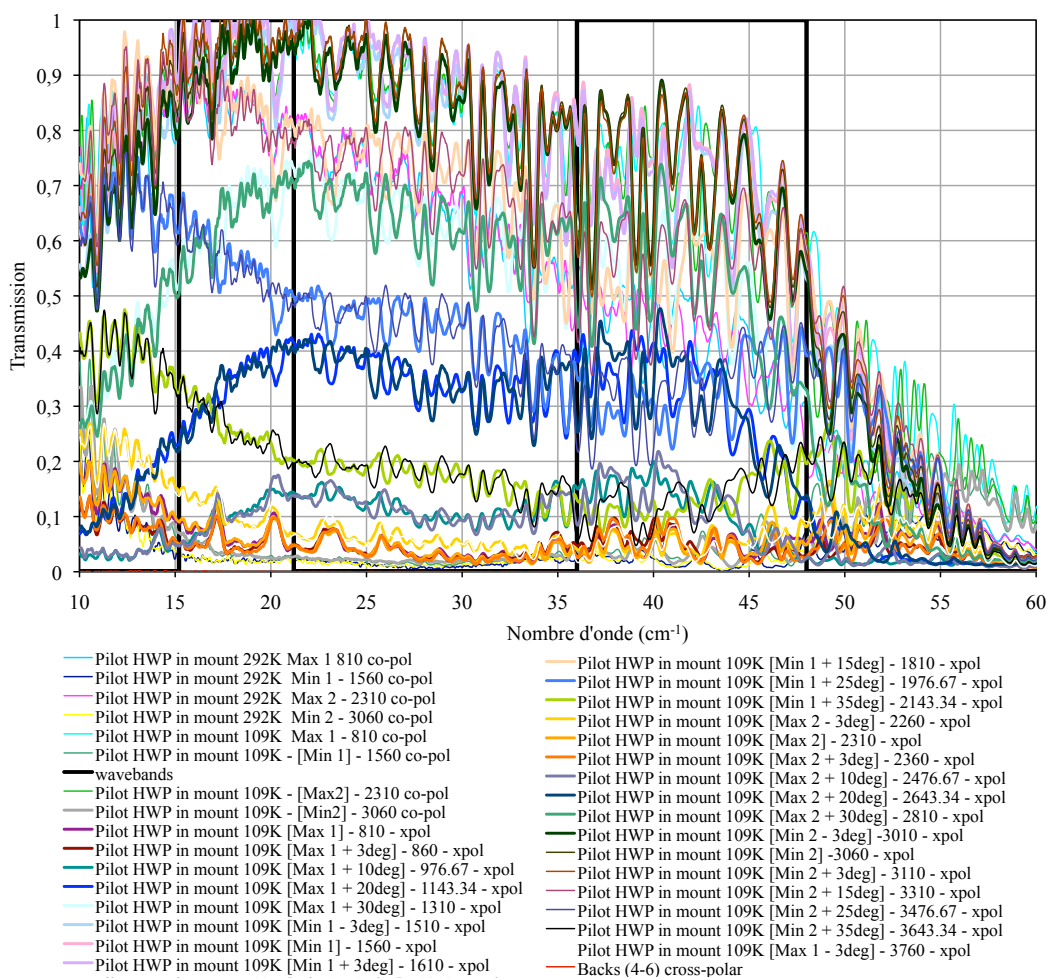 1
0,9
0,8
0,7
0,6
0,5
0,4
0,3
0,2
0,1
0
Transmission
10 15 20 25 30 35 40 45 50 55 60
Nombre d'onde (cm-1)
Pilot HWP in mount 292K Max 1 810 co-pol
Pilot HWP in mount 292K Min 1 - 1560 co-pol
Pilot HWP in mount 292K Max 2 - 2310 co-pol
Pilot HWP in mount 292K Min 2 - 3060 co-pol
Pilot HWP in mount 109K Max 1 - 810 co-pol
Pilot HWP in mount 109K - [Min 1] - 1560 co-pol
wavebands
Pilot HWP in mount 109K - [Max2] - 2310 co-pol
Pilot HWP in mount 109K - [Min2] - 3060 co-pol
Pilot HWP in mount 109K [Max 1] - 810 - xpol
Pilot HWP in mount 109K [Max 1 + 3deg] - 860 - xpol
Pilot HWP in mount 109K [Max 1 + 10deg] - 976.67 - xpol
Pilot HWP in mount 109K [Max 1 + 20deg] - 1143.34 - xpol
Pilot HWP in mount 109K [Max 1 + 30deg] - 1310 - xpol
Pilot HWP in mount 109K [Min 1 - 3deg] - 1510 - xpol
Pilot HWP in mount 109K [Min 1] - 1560 - xpol
Pilot HWP in mount 109K [Min 1 + 3deg] - 1610 - xpol
Pilot HWP in mount 109K [Min 1 + 15deg] - 1810 - xpol
Pilot HWP in mount 109K [Min 1 + 25deg] - 1976.67 - xpol
Pilot HWP in mount 109K [Min 1 + 35deg] - 2143.34 - xpol
Pilot HWP in mount 109K [Max 2 - 3deg] - 2260 - xpol
Pilot HWP in mount 109K [Max 2] - 2310 - xpol
Pilot HWP in mount 109K [Max 2 + 3deg] - 2360 - xpol
Pilot HWP in mount 109K [Max 2 + 10deg] - 2476.67 - xpol
Pilot HWP in mount 109K [Max 2 + 20deg] - 2643.34 - xpol
Pilot HWP in mount 109K [Max 2 + 30deg] - 2810 - xpol
Pilot HWP in mount 109K [Min 2 - 3deg] -3010 - xpol
Pilot HWP in mount 109K [Min 2] -3060 - xpol
Pilot HWP in mount 109K [Min 2 + 3deg] - 3110 - xpol
Pilot HWP in mount 109K [Min 2 + 15deg] - 3310 - xpol
Pilot HWP in mount 109K [Min 2 + 25deg] - 3476.67 - xpol
Pilot HWP in mount 109K [Min 2 + 35deg] - 3643.34 - xpol
Pilot HWP in mount 109K [Max 1 - 3deg] - 3760 - xpol
Backs (4-6) cross-polar